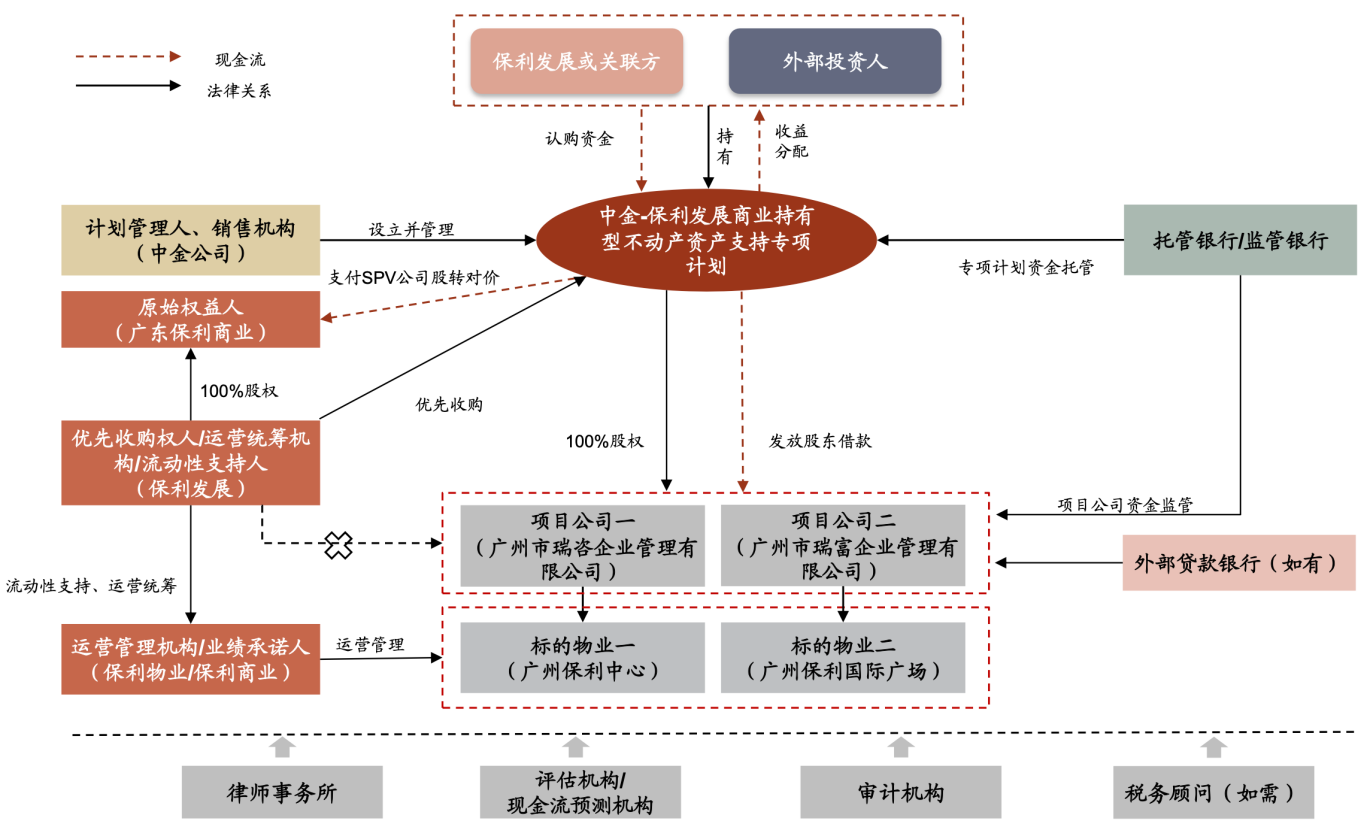 现金流
法律关系
保利发展或关联方
外部投资人
认购资金
持
有
收益
分配
计划管理人、销售机构
（中金公司）
设立并管理
中金-保利发展商业持有
型不动产资产支持专项
计划
托管银行/监管银行
专项计划资金托管
支付SPV公司股转对价
原始权益人
（广东保利商业）
100%股权
优先收购
优先收购权人/运营统筹机
构/流动性支持人
（保利发展）
100%股权
发放股东借款
项目公司一
（广州市瑞咨企业管理有
限公司）
项目公司二
（广州市瑞富企业管理有
限公司）
项目公司资金监管
外部贷款银行（如有）
流动性支持、运营统筹
运营管理机构/业绩承诺人
（保利物业/保利商业）
运营管理
标的物业一
（广州保利中心）
标的物业二
（广州保利国际广场）
律师事务所
评估机构/
现金流预测机构
审计机构
税务顾问（如需）